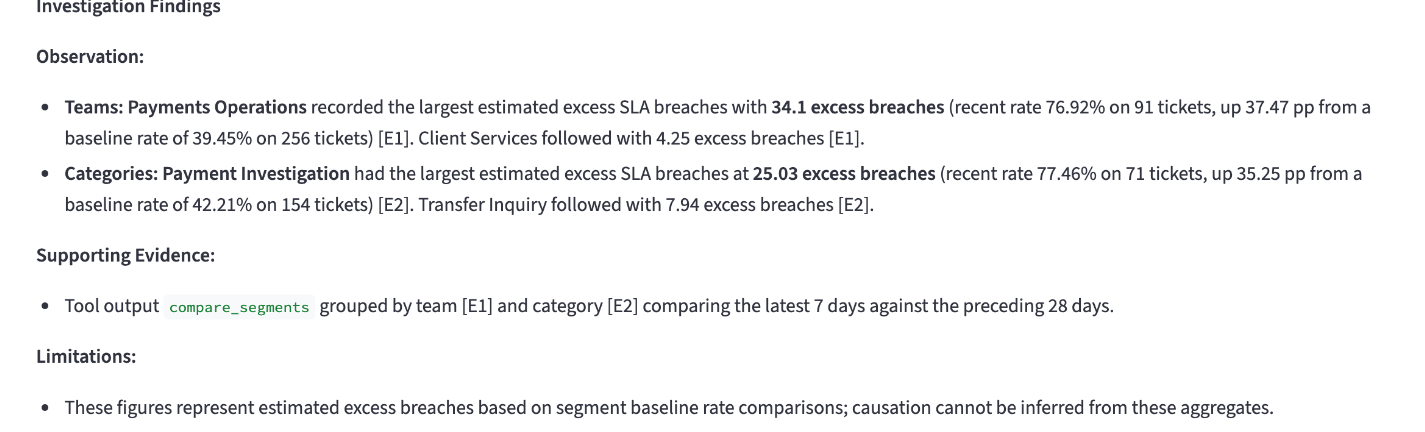 Investigation Findings
Observation:
• Teams: Payments Operations recorded the largest estimated excess SLA breaches with 34.1 excess breaches (recent rate 76.92% on 91 tickets, up 37.47 pp from a
baseline rate of 39.45% on 256 tickets) [E1]. Client Services followed with 4.25 excess breaches [E1].
• Categories: Payment Investigation had the largest estimated excess SLA breaches at 25.03 excess breaches (recent rate 77.46% on 71 tickets, up 35.25 pp from a
baseline rate of 42.21% on 154 tickets) [E2]. Transfer Inquiry followed with 7.94 excess breaches [E2].
Supporting Evidence:
• Tool output compare_segments grouped by team [E1] and category [E2] comparing the latest 7 days against the preceding 28 days.
Limitations:
• These figures represent estimated excess breaches based on segment baseline rate comparisons; causation cannot be inferred from these aggregates.